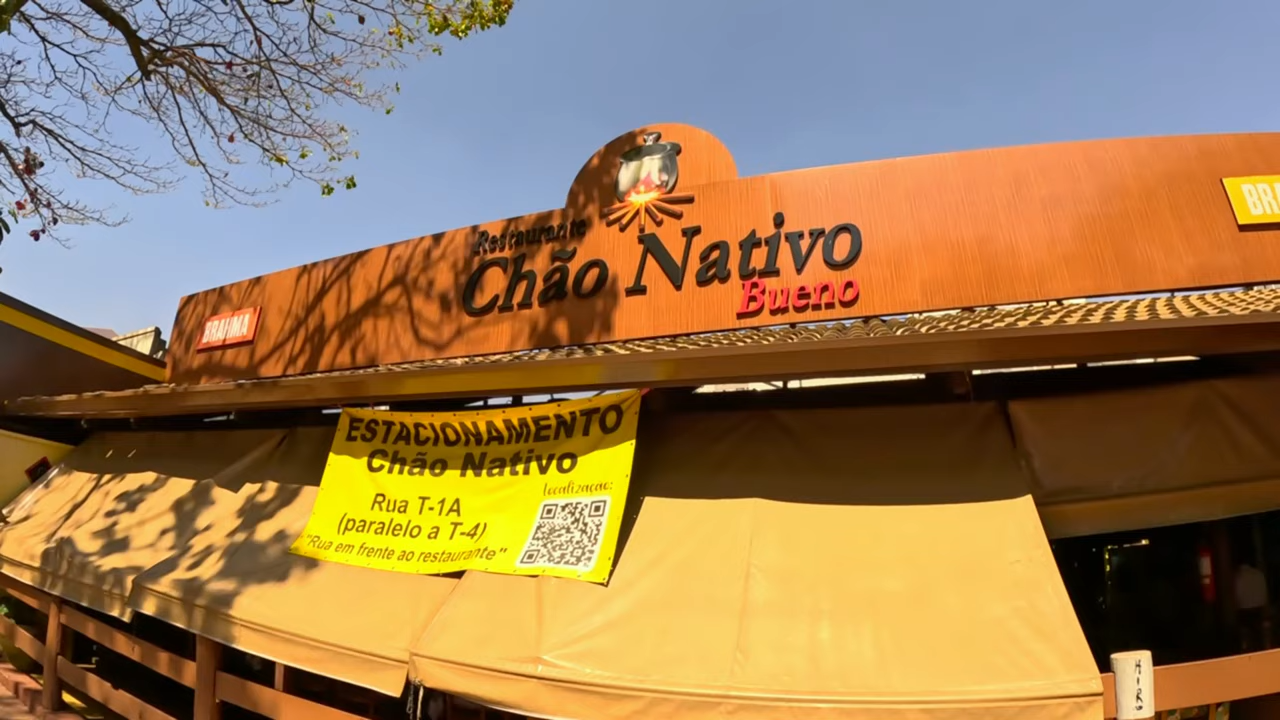 Restaurante
Chão Nativo
Bueno
BRAHMA
ESTACIONAMENTO
Chão Nativo
Rua T-1A
(paralelo a T-4)
"Rua em frente ao restaurante"
localização: